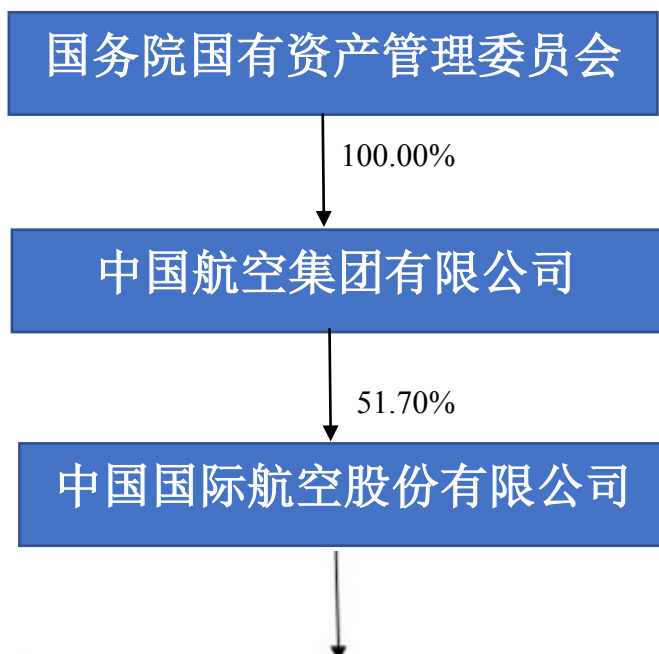 国务院国有资产管理委员会
100.00%
中国航空集团有限公司
51.70%
中国国际航空股份有限公司